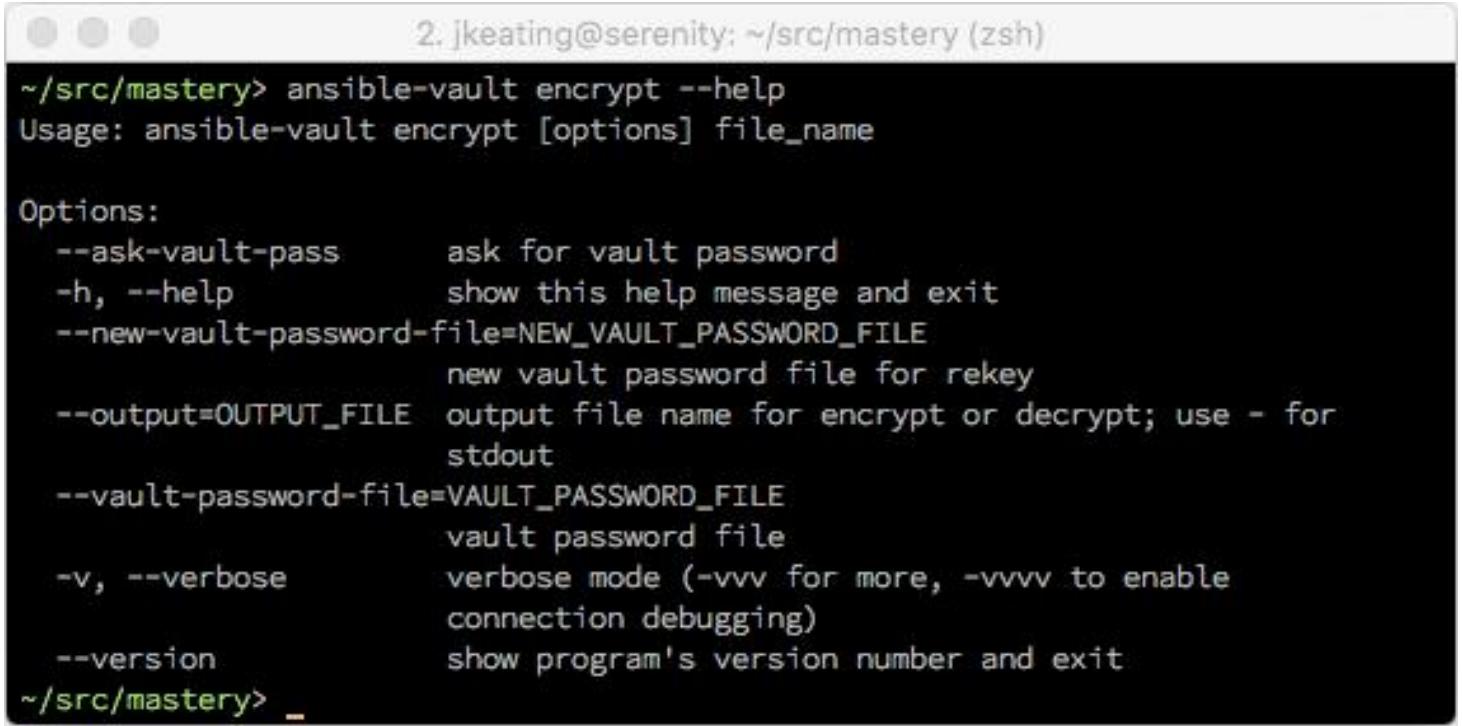 2. jkeating@serenity: ~/src/mastery (zsh)
~/src/mastery> ansible-vault encrypt --help
Usage: ansible-vault encrypt [options] file_name
Options:
--ask-vault-pass ask for vault password
-h, --help show this help message and exit
--new-vault-password-file=NEW_VAULT_PASSWORD_FILE
new vault password file for rekey
--output=OUTPUT_FILE output file name for encrypt or decrypt; use - for
stdout
--vault-password-file=VAULT_PASSWORD_FILE
vault password file
-v, --verbose verbose mode (-vvv for more, -vvvv to enable
connection debugging)
--version show program's version number and exit
~/src/mastery> _